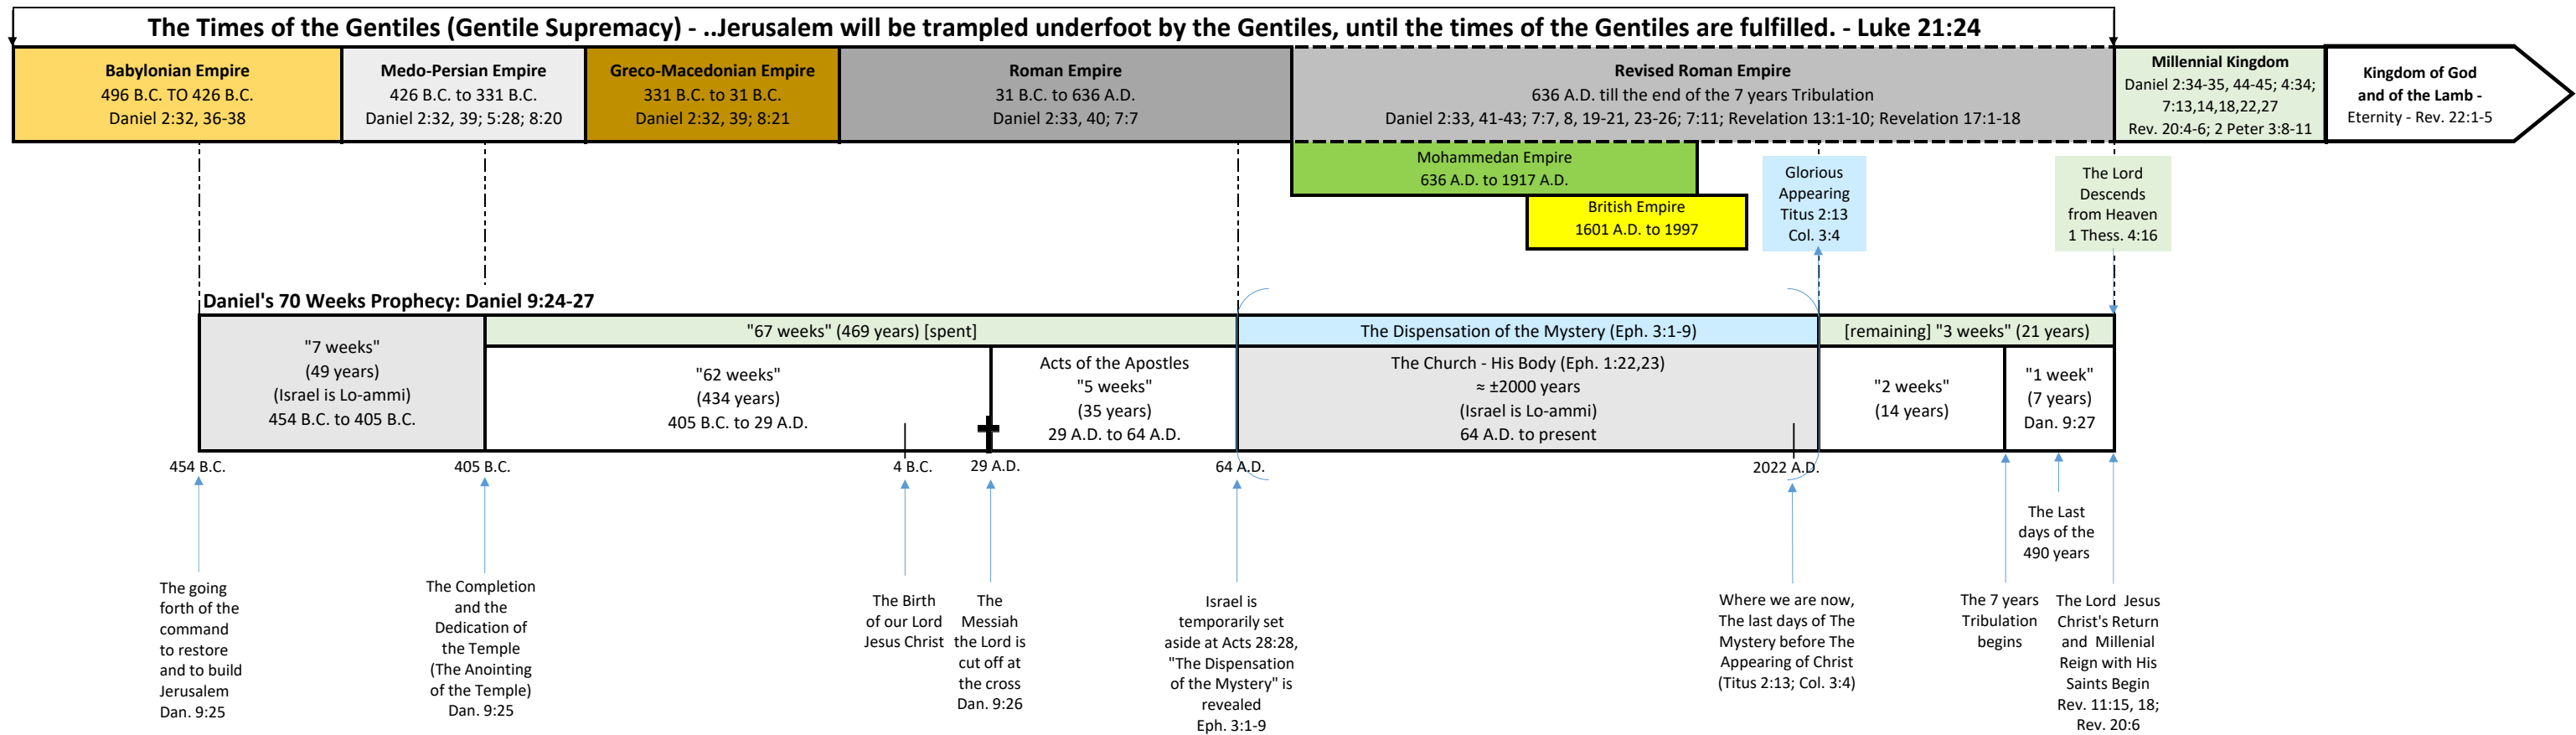 The Times of the Gentiles (Gentile Supremacy) - ..Jerusalem will be trampled underfoot by the Gentiles, until the times of the Gentiles are fulfilled. - Luke 21:24
Babylonian Empire
496 B.C. TO 426 B.C.
Daniel 2:32, 36-38
Medo-Persian Empire
426 B.C. to 331 B.C.
Daniel 2:32, 39; 5:28; 8:20
Greco-Macedonian Empire
331 B.C. to 31 B.C.
Daniel 2:32, 39; 8:21
Roman Empire
31 B.C. to 636 A.D.
Daniel 2:33, 40; 7:7
Revised Roman Empire
636 A.D. till the end of the 7 years Tribulation
Daniel 2:33, 41-43; 7:7, 8, 19-21, 23-26; 7:11; Revelation 13:1-10; Revelation 17:1-18
Millennial Kingdom
Daniel 2:34-35, 44-45; 4:34;
7:13,14,18,22,27
Rev. 20:4-6; 2 Peter 3:8-11
Kingdom of God
and of the Lamb -
Eternity - Rev. 22:1-5
Mohammedan Empire
636 A.D. to 1917 A.D.
British Empire
1601 A.D. to 1997
Glorious
Appearing
Titus 2:13
Col. 3:4
The Lord
Descends
from Heaven
1 Thess. 4:16
Daniel's 70 Weeks Prophecy: Daniel 9:24-27
"7 weeks"
(49 years)
(Israel is Lo-ammi)
454 B.C. to 405 B.C.
"67 weeks" (469 years) [spent]
"62 weeks"
(434 years)
405 B.C. to 29 A.D.
Acts of the Apostles
"5 weeks"
(35 years)
29 A.D. to 64 A.D.
The Dispensation of the Mystery (Eph. 3:1-9)
The Church - His Body (Eph. 1:22,23)
≈ ±2000 years
(Israel is Lo-ammi)
64 A.D. to present
[remaining] "3 weeks" (21 years)
"2 weeks"
(14 years)
"1 week"
(7 years)
Dan. 9:27
454 B.C.
405 B.C.
4 B.C.
29 A.D.
64 A.D.
2022 A.D.
The Last
days of the
490 years
The going
forth of the
command
to restore
and to build
Jerusalem
Dan. 9:25
The Completion
and the
Dedication of
the Temple
(The Anointing
of the Temple)
Dan. 9:25
The Birth
of our Lord
Jesus Christ
The
Messiah
the Lord is
cut off at
the cross
Dan. 9:26
Israel is
temporarily set
aside at Acts 28:28,
"The Dispensation
of the Mystery" is
revealed
Eph. 3:1-9
Where we are now,
The last days of The
Mystery before The
Appearing of Christ
(Titus 2:13; Col. 3:4)
The 7 years
Tribulation
begins
The Lord Jesus
Christ's Return
and Millenial
Reign with His
Saints Begin
Rev. 11:15, 18;
Rev. 20:6